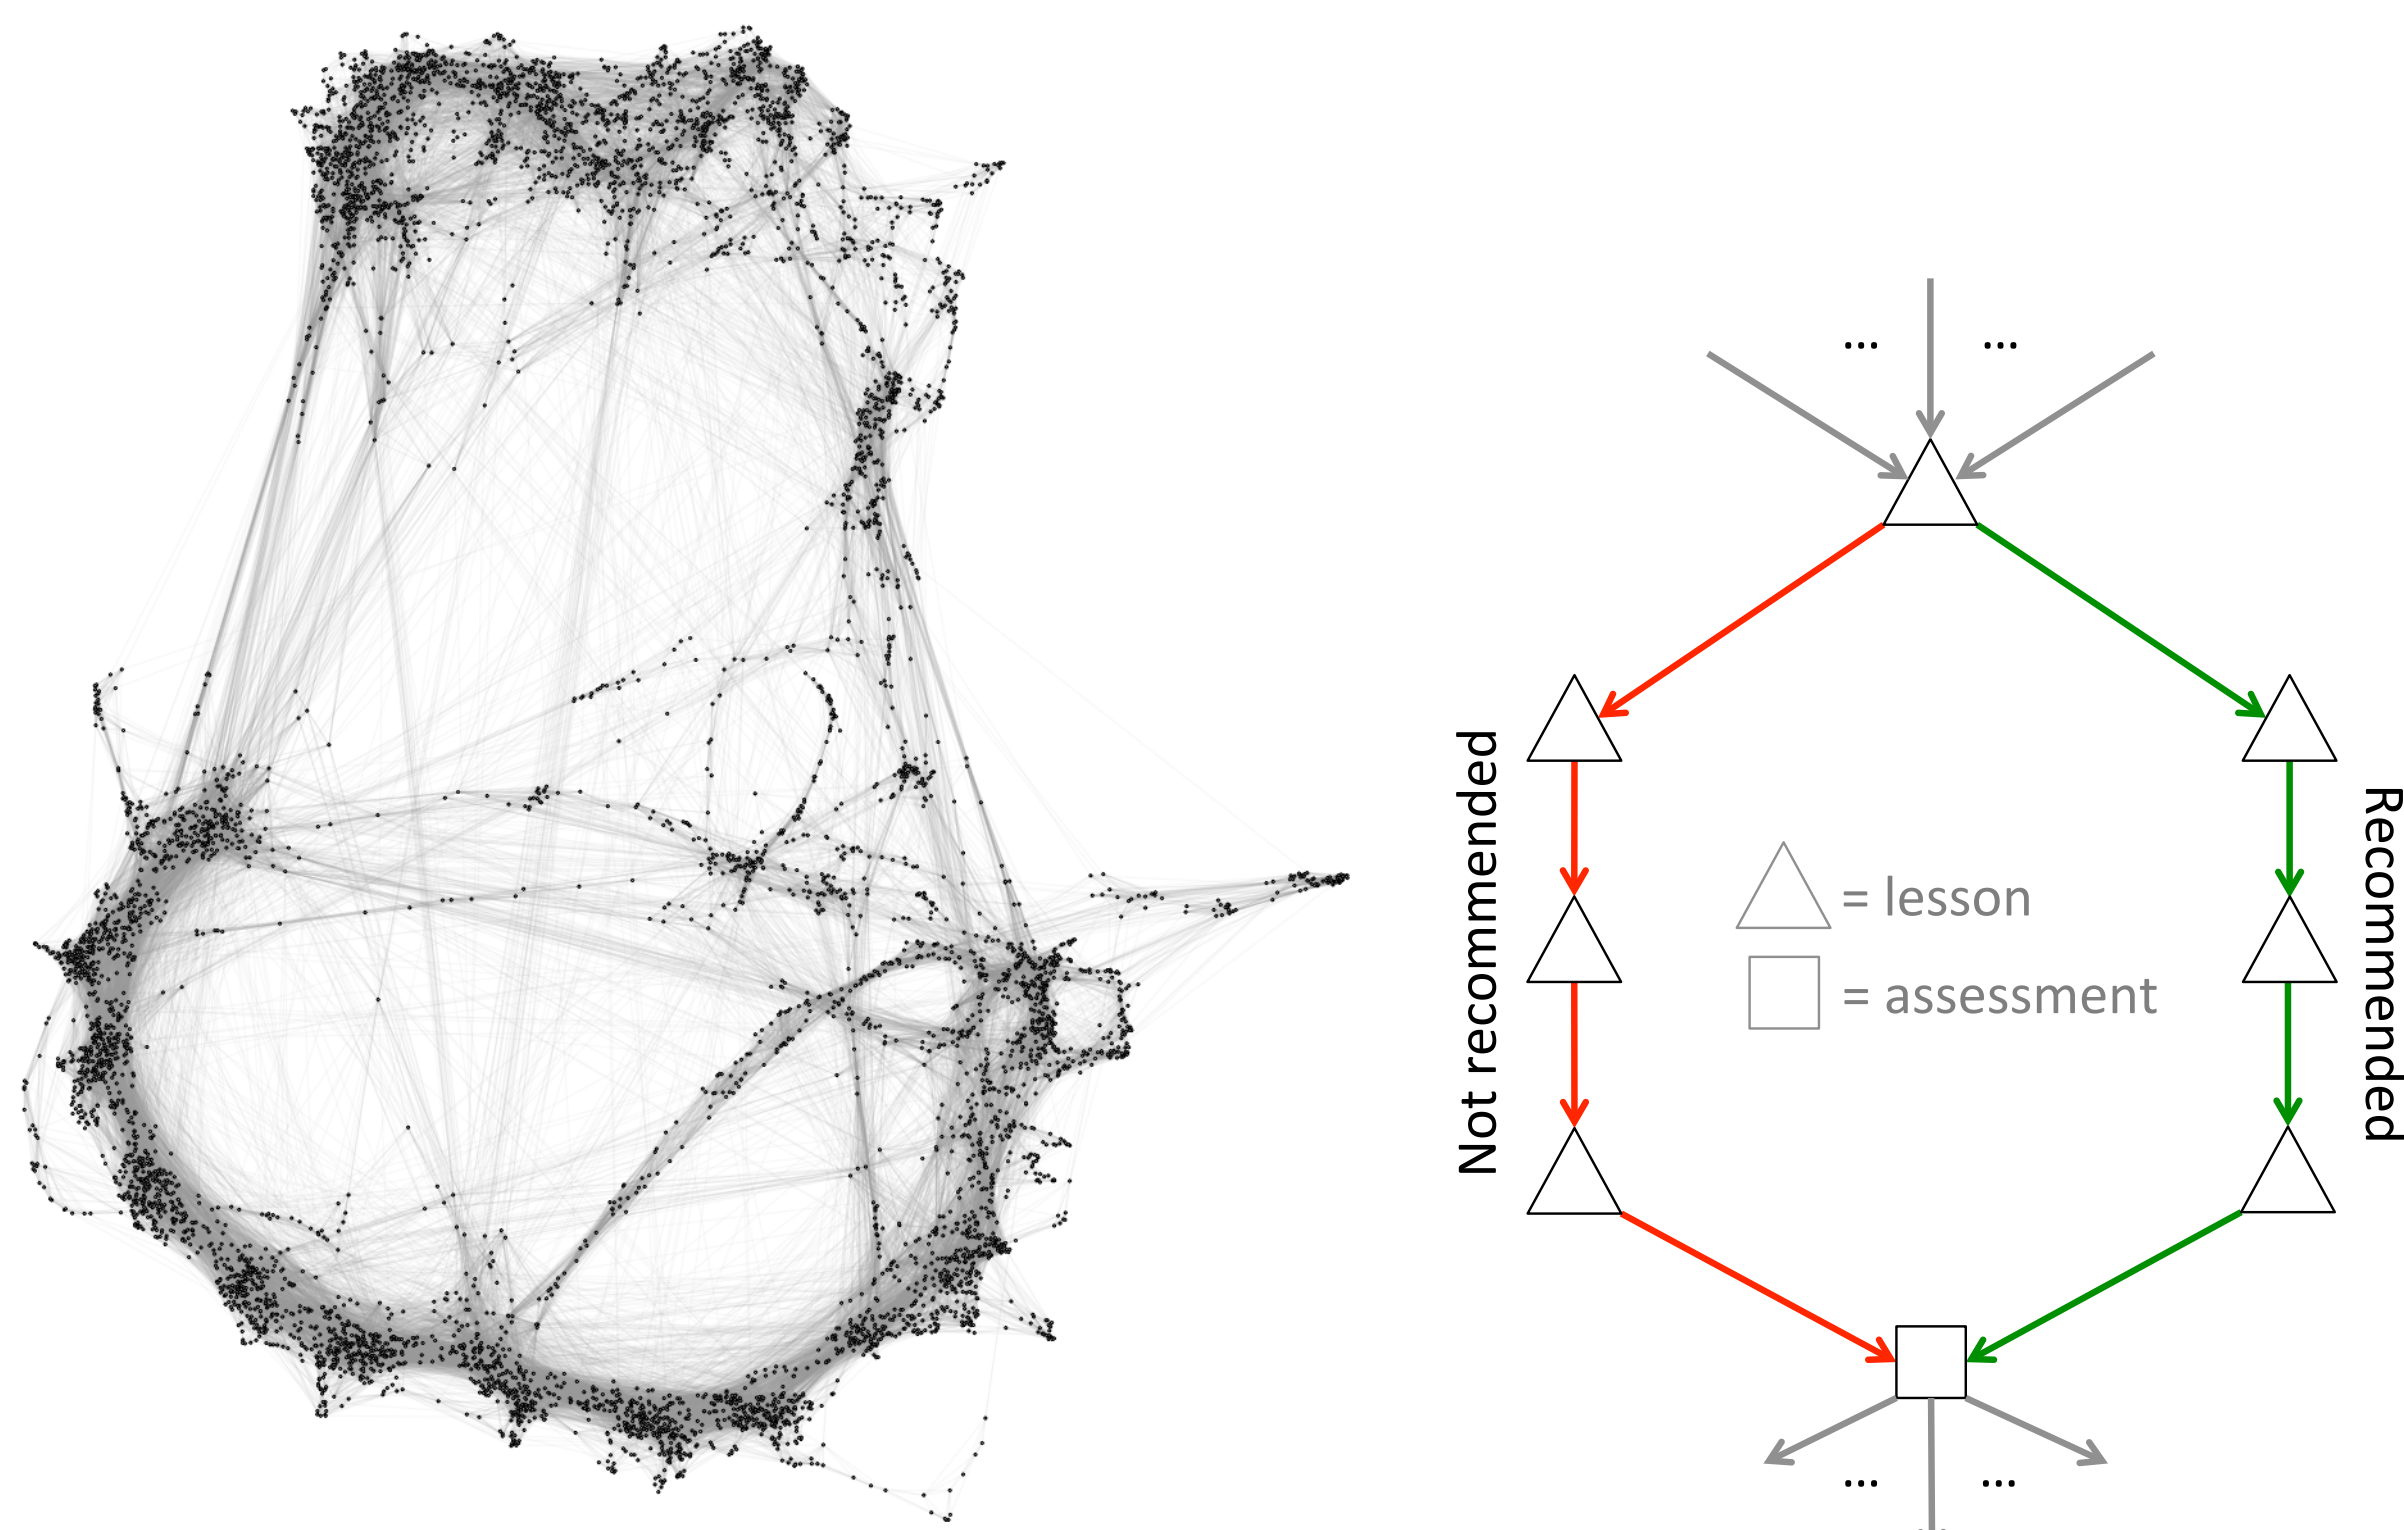 ... ...
Not recommended
Recommended
= lesson
= assessment
... ...